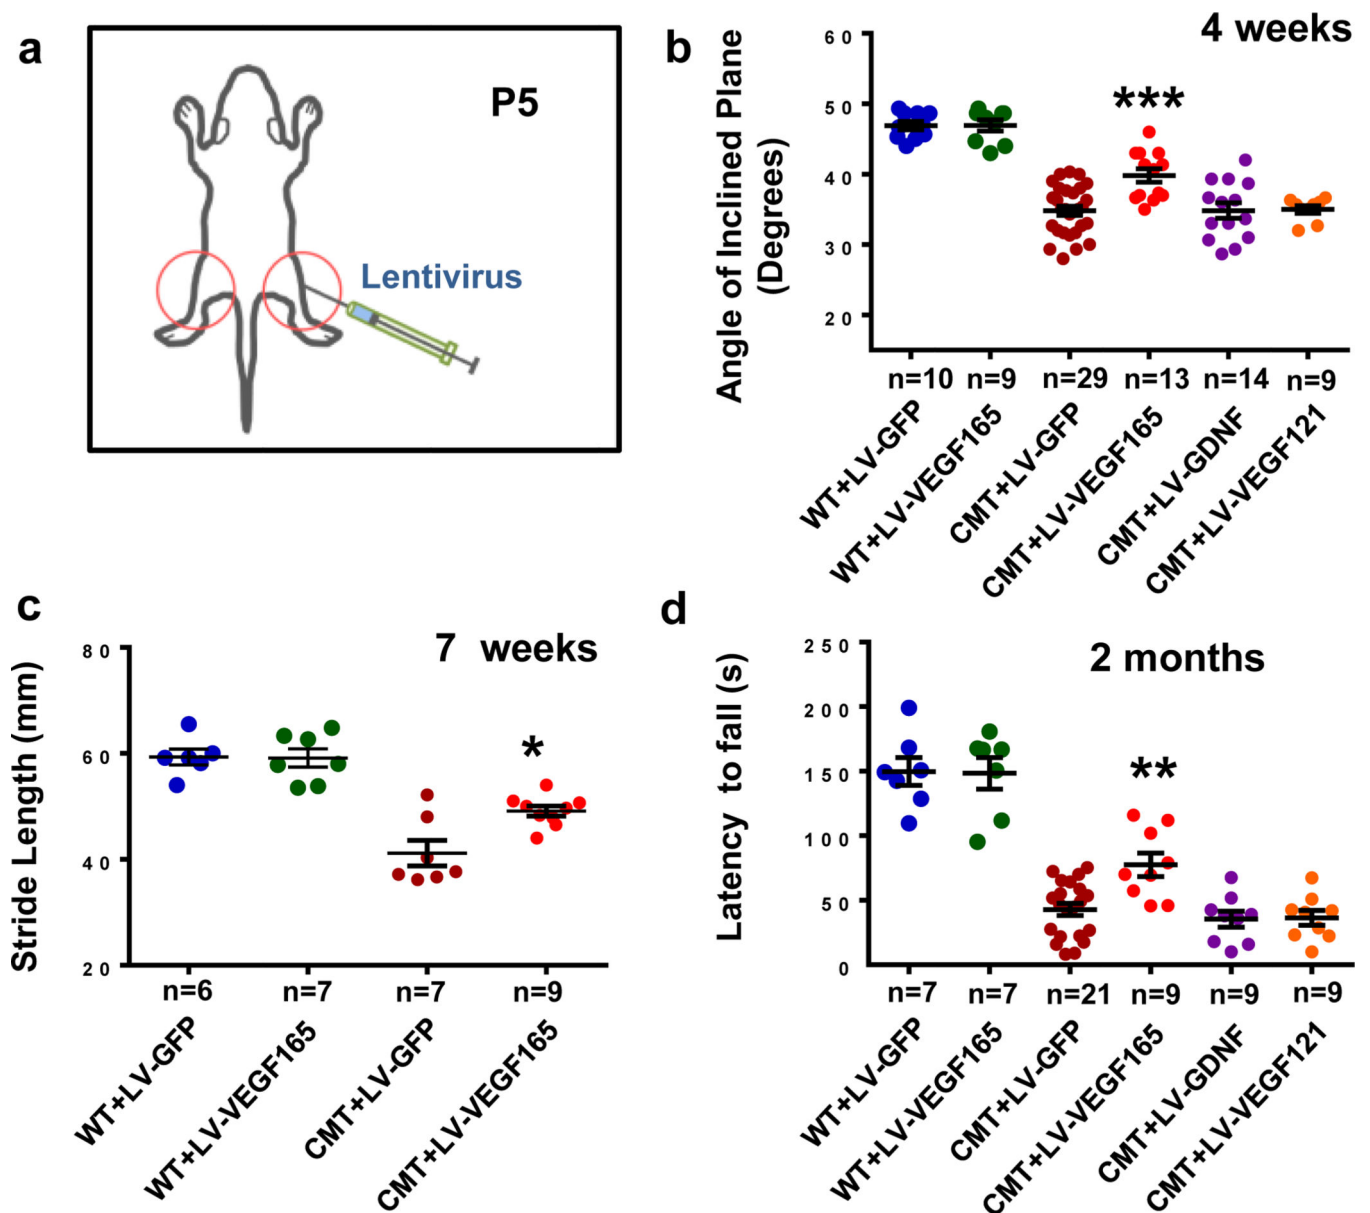 a
P5
Lentivirus
b
4 weeks
Angle of Inclined Plane
(Degrees)
60
50
40
30
20
***
n=10 n=9 n=29 n=13 n=14 n=9
WT+LV-GFP
WT+LV-VEGF165
CMT+LV-GFP
CMT+LV-VEGF165
CMT+LV-GDNF
CMT+LV-VEGF121
c
7 weeks
Stride Length (mm)
80
60
40
20
*
n=6 n=7 n=7 n=9
WT+LV-GFP
WT+LV-VEGF165
CMT+LV-GFP
CMT+LV-VEGF165
d
2 months
Latency to fall (s)
250
200
150
100
50
0
**
n=7 n=7 n=21 n=9 n=9 n=9
WT+LV-GFP
WT+LV-VEGF165
CMT+LV-GFP
CMT+LV-VEGF165
CMT+LV-GDNF
CMT+LV-VEGF121